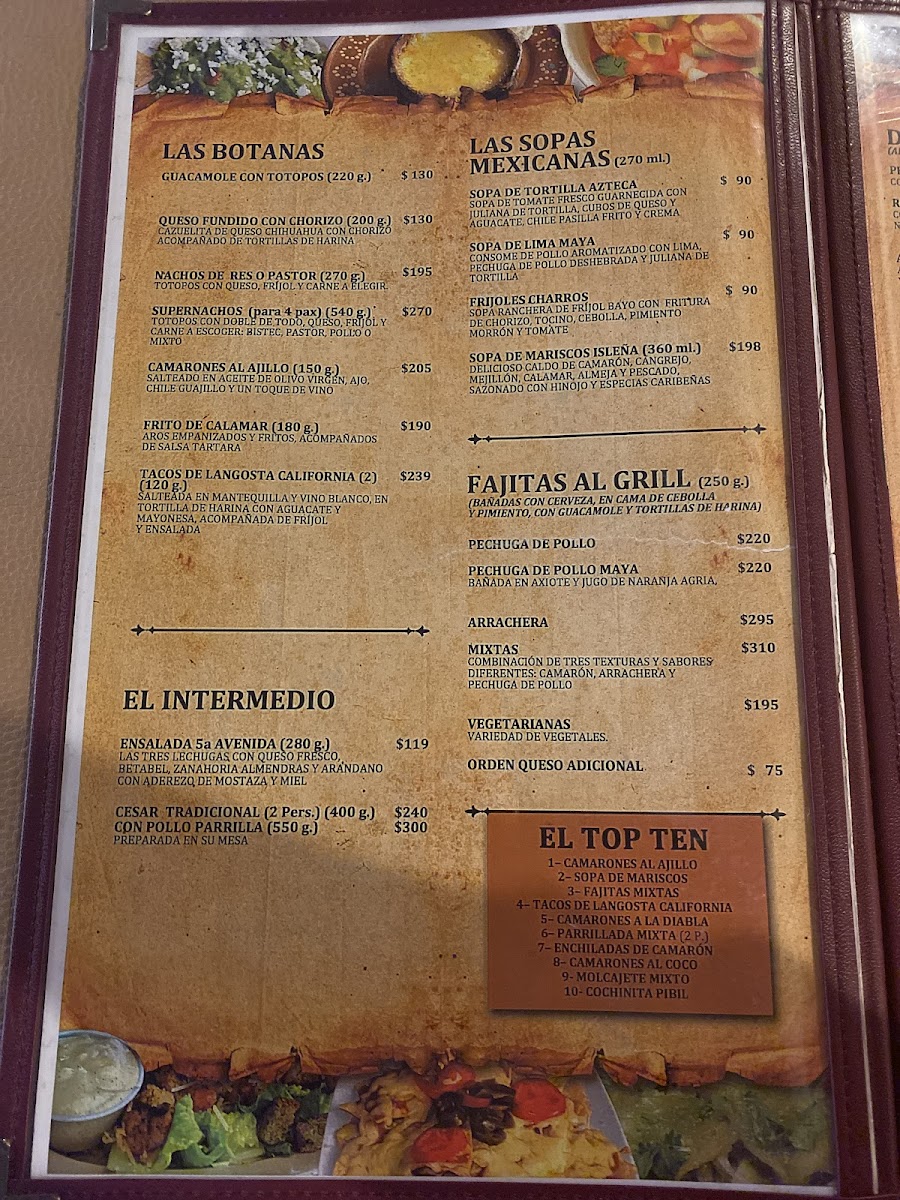 LAS BOTANAS
GUACAMOLE CON TOTOPOS (220 g.) $ 130
QUESO FUNDIDO CON CHORIZO (200 g.) $130
CAZUELITA DE QUESO CHIHUAHUA CON CHORIZO
ACOMPAÑADO DE TORTILLAS DE HARINA
NACHOS DE RES O PASTOR (270 g.) $195
TOTOPOS CON QUESO, FRÍJOL Y CARNE A ELEGIR.
SUPERNACHOS (para 4 pax) (540 g.) $270
TOTOPOS CON DOBLE DE TODO, QUESO, FRÍJOL Y
CARNE A ESCOGER: BISTEC, PASTOR, POLLO O
MIXTO
CAMARONES AL AJILLO (150 g.) $205
SALTEADO EN ACEITE DE OLIVO VIRGEN, AJO,
CHILE GUAJILLO Y UN TOQUE DE VINO
FRITO DE CALAMAR (180 g.) $190
AROS EMPANIZADOS Y FRITOS, ACOMPAÑADOS
DE SALSA TARTARA
TACOS DE LANGOSTA CALIFORNIA (2) $239
(120 g.)
SALTEADA EN MANTEQUILLA Y VINO BLANCO, EN
TORTILLA DE HARINA CON AGUACATE Y
MAYONESA, ACOMPAÑADA DE FRÍJOL
Y ENSALADA
EL INTERMEDIO
ENSALADA 5a AVENIDA (280 g.) $119
LAS TRES LECHUGAS CON QUESO FRESCO,
BETABEL, ZANAHORIA ALMENDRAS Y ARANDANO
CON ADEREZO DE MOSTAZA Y MIEL
CESAR TRADICIONAL (2 Pers.) (400 g.) $240
CON POLLO PARRILLA (550 g.) $300
PREPARADA EN SU MESA
LAS SOPAS
MEXICANAS (270 ml.)
SOPA DE TORTILLA AZTECA $ 90
SOPA DE TOMATE FRESCO GUARNECIDA CON
JULIANA DE TORTILLA, CUBOS DE QUESO Y
AGUACATE, CHILE PASILLA FRITO Y CREMA
SOPA DE LIMA MAYA $ 90
CONSOME DE POLLO AROMATIZADO CON LIMA,
PECHUGA DE POLLO DESHEBRADA Y JULIANA DE
TORTILLA
FRIJOLES CHARROS $ 90
SOPA RANCHERA DE FRÍJOL BAYO CON FRITURA
DE CHORIZO, TOCINO, CEBOLLA, PIMIENTO
MORRÓN Y TOMATE
SOPA DE MARISCOS ISLEÑA (360 ml.) $198
DELICIOSO CALDO DE CAMARÓN, CANGREJO,
MEJILLÓN, CALAMAR, ALMEJA Y PESCADO,
SAZONADO CON HINOJO Y ESPECIAS CARIBEÑAS
FAJITAS AL GRILL (250 g.)
(BAÑADAS CON CERVEZA, EN CAMA DE CEBOLLA
Y PIMIENTO, CON GUACAMOLE Y TORTILLAS DE HARINA)
PECHUGA DE POLLO $220
PECHUGA DE POLLO MAYA $220
BAÑADA EN AXIOTE Y JUGO DE NARANJA AGRIA,
ARRACHERA $295
MIXTAS $310
COMBINACIÓN DE TRES TEXTURAS Y SABORES
DIFERENTES: CAMARÓN, ARRACHERA Y
PECHUGA DE POLLO
$195
VEGETARIANAS
VARIEDAD DE VEGETALES.
ORDEN QUESO ADICIONAL $ 75
EL TOP TEN
1– CAMARONES AL AJILLO
2– SOPA DE MARISCOS
3– FAJITAS MIXTAS
4– TACOS DE LANGOSTA CALIFORNIA
5– CAMARONES A LA DIABLA
6– PARRILLADA MIXTA (2 P.)
7– ENCHILADAS DE CAMARÓN
8– CAMARONES AL COCO
9- MOLCAJETE MIXTO
10- COCHINITA PIBIL